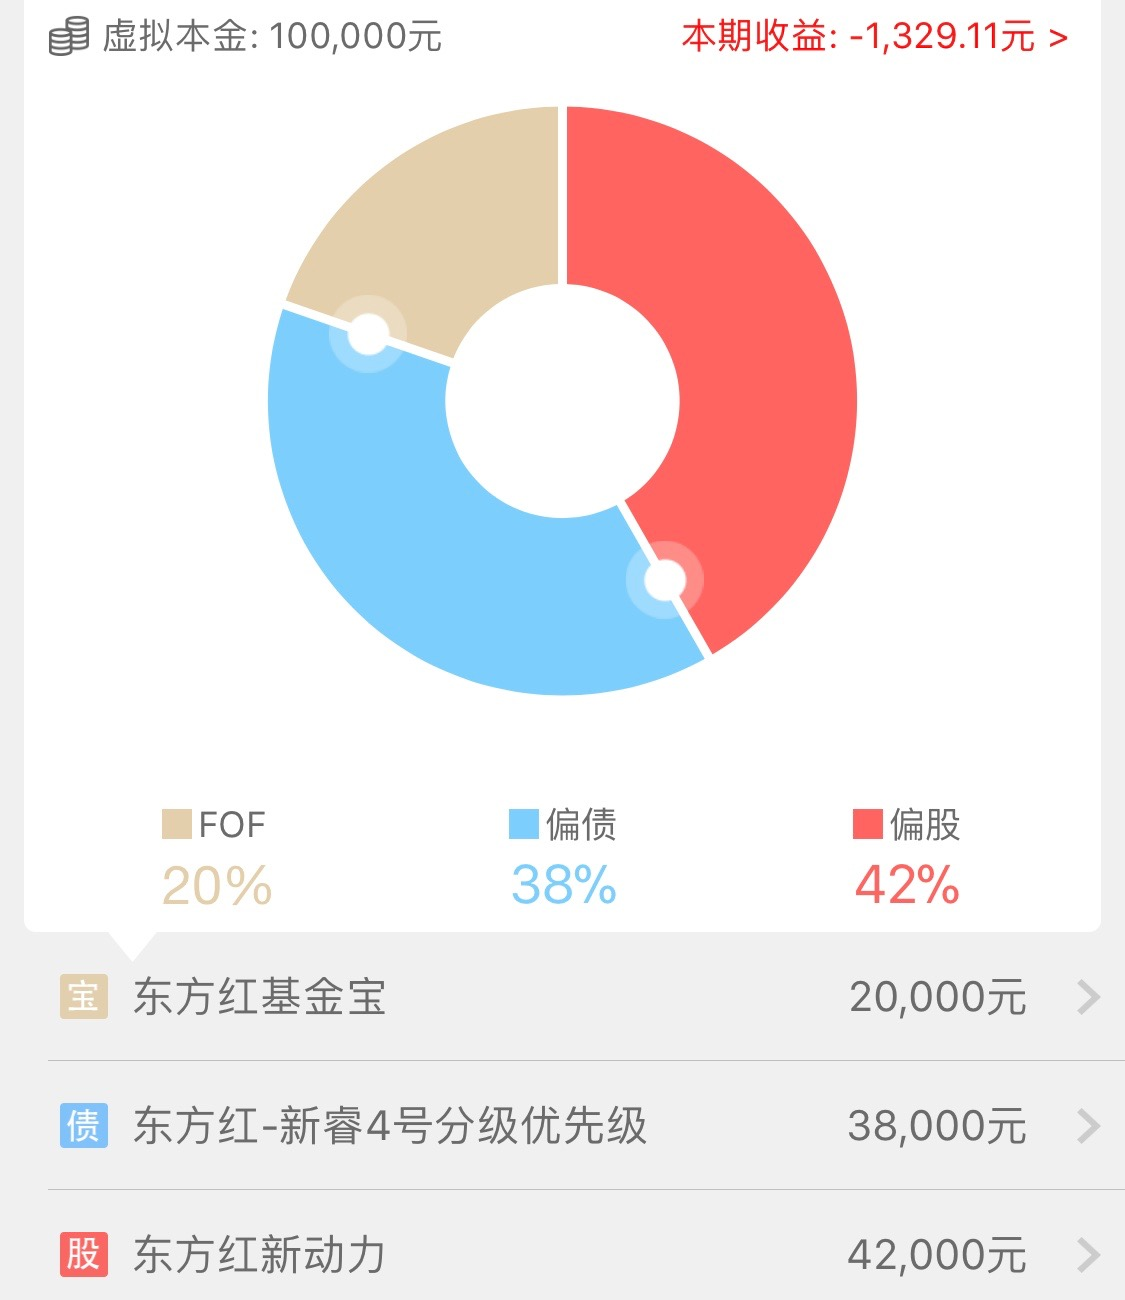 虚拟本金: 100,000元
本期收益: -1,329.11元 >
FOF
偏债
偏股
20%
38%
42%
宝 东方红基金宝 20,000元
债 东方红-新睿4号分级优先级 38,000元
股 东方红新动力 42,000元